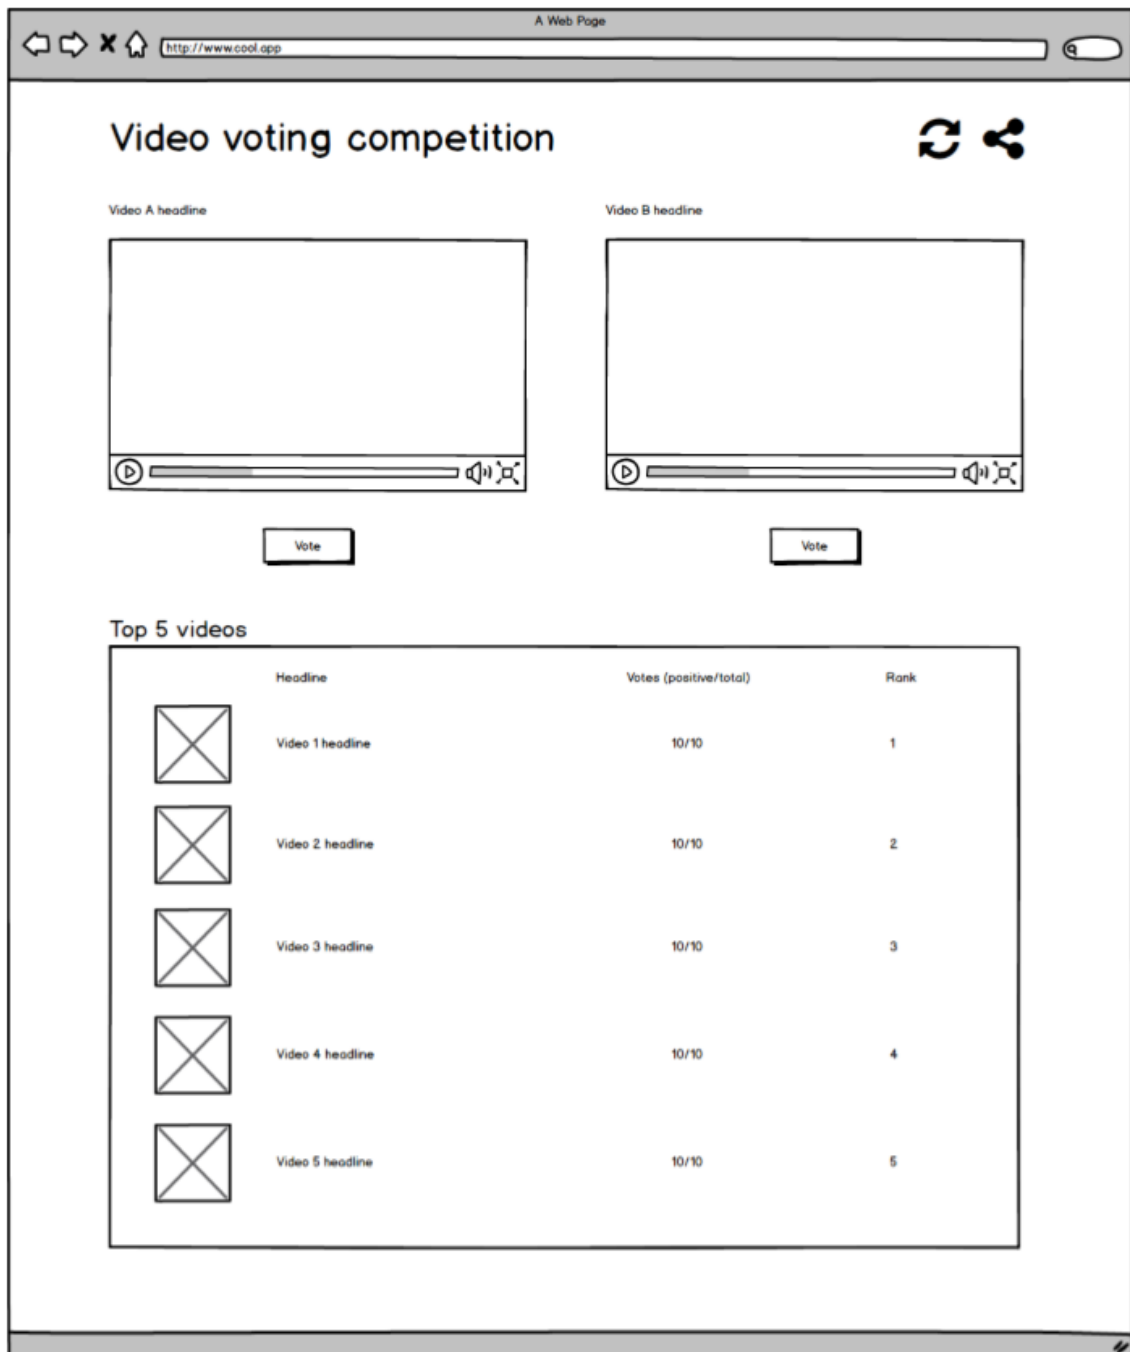 A Web Page
http://www.cool.app
Video voting competition
Video A headline
Video B headline
Vote
Vote
Top 5 videos
Headline Votes (positive/total) Rank
Video 1 headline 10/10 1
Video 2 headline 10/10 2
Video 3 headline 10/10 3
Video 4 headline 10/10 4
Video 5 headline 10/10 5